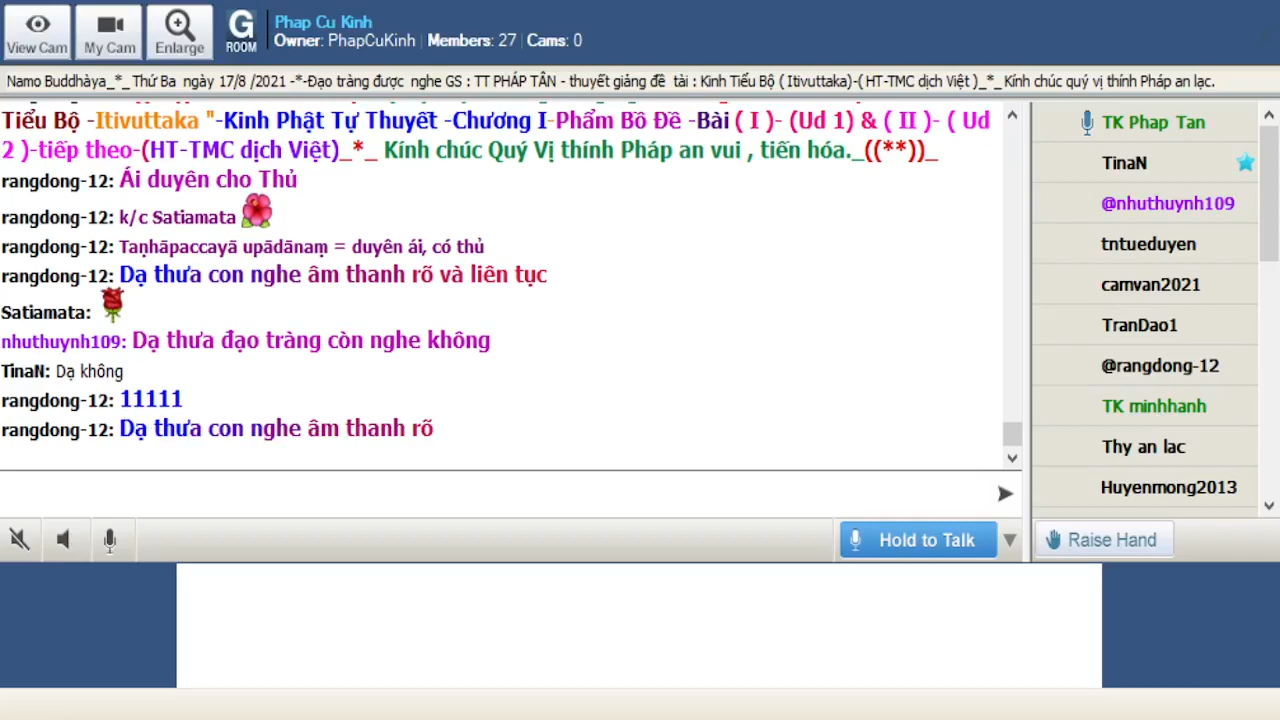 View Cam
My Cam
Enlarge
G
ROOM
Phap Cu Kinh
Owner: PhapCuKinh | Members: 27 | Cams: 0
Namo Buddhàya_*_Thứ Ba ngày 17/8 /2021 -*-Đạo tràng được nghe GS : TT PHÁP TÂN - thuyết giảng đề tài : Kinh Tiểu Bộ ( Itivuttaka)-( HT-TMC dịch Việt )_*_Kính chúc quý vị thính Pháp an lạc.
Tiểu Bộ -Itivuttaka "-Kinh Phật Tự Thuyết -Chương I-Phẩm Bồ Đề -Bài ( I )- (Ud 1) & ( II )- ( Ud
2 )-tiếp theo-(HT-TMC dịch Việt)_*_ Kính chúc Quý Vị thính Pháp an vui , tiến hóa._((**))_
rangdong-12: Ái duyên cho Thủ
rangdong-12: k/c Satiamata
rangdong-12: Taṇhāpaccayā upādānaṃ = duyên ái, có thủ
rangdong-12: Dạ thưa con nghe âm thanh rõ và liên tục
Satiamata:
nhuthuynh109: Dạ thưa đạo tràng còn nghe không
TinaN: Dạ không
rangdong-12: 11111
rangdong-12: Dạ thưa con nghe âm thanh rõ
TK Phap Tan
TinaN
@nhuthuynh109
tntueduyen
camvan2021
TranDao1
@rangdong-12
TK minhhanh
Thy an lac
Huyenmong2013
Hold to Talk
Raise Hand